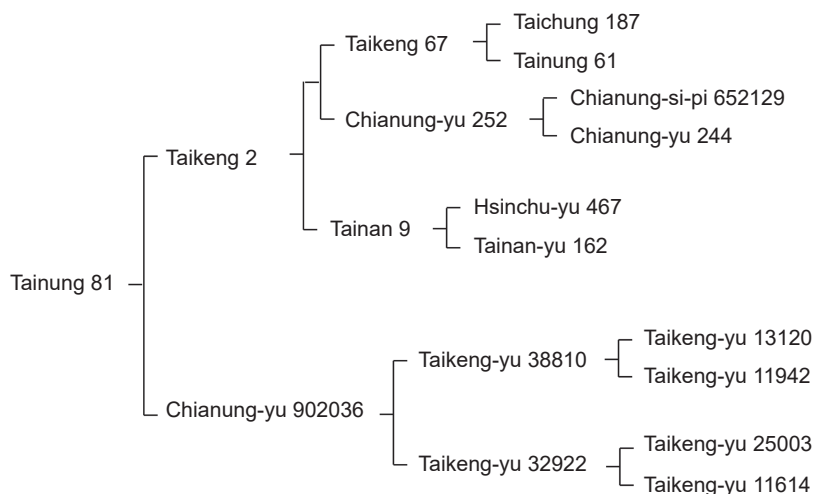 Taichung 187
Taikeng 67
Tainung 61
Chianung-si-pi 652129
Chianung-yu 252
Chianung-yu 244
Taikeng 2
Hsinchu-yu 467
Tainan 9
Tainan-yu 162
Tainung 81
Taikeng-yu 13120
Taikeng-yu 38810
Taikeng-yu 11942
Chianung-yu 902036
Taikeng-yu 25003
Taikeng-yu 32922
Taikeng-yu 11614